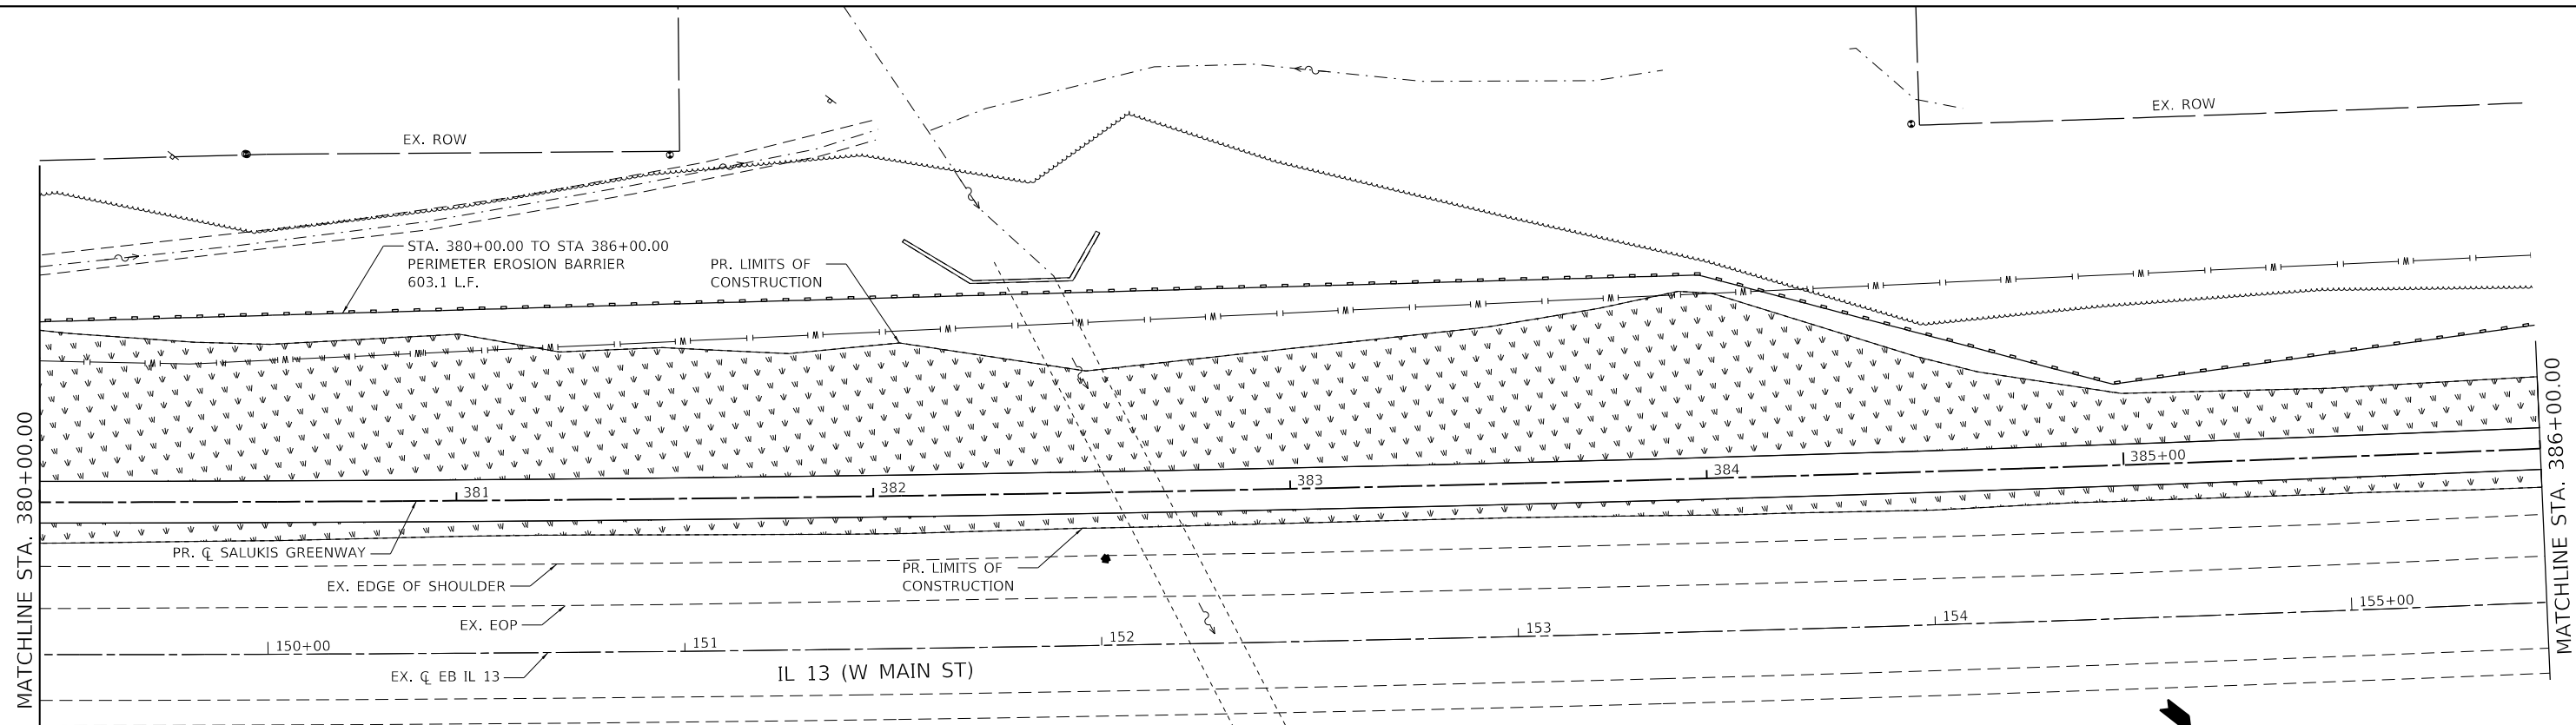 EX. ROW
EX. ROW
STA. 380+00.00 TO STA 386+00.00
PERIMETER EROSION BARRIER
603.1 L.F.
PR. LIMITS OF
CONSTRUCTION
MATCHLINE STA. 380+00.00
MATCHLINE STA. 386+00.00
381
382
383
384
385+00
PR. ℄ SALUKIS GREENWAY
EX. EDGE OF SHOULDER
EX. EOP
PR. LIMITS OF
CONSTRUCTION
150+00
151
152
153
154
155+00
EX. ℄ EB IL 13
IL 13 (W MAIN ST)